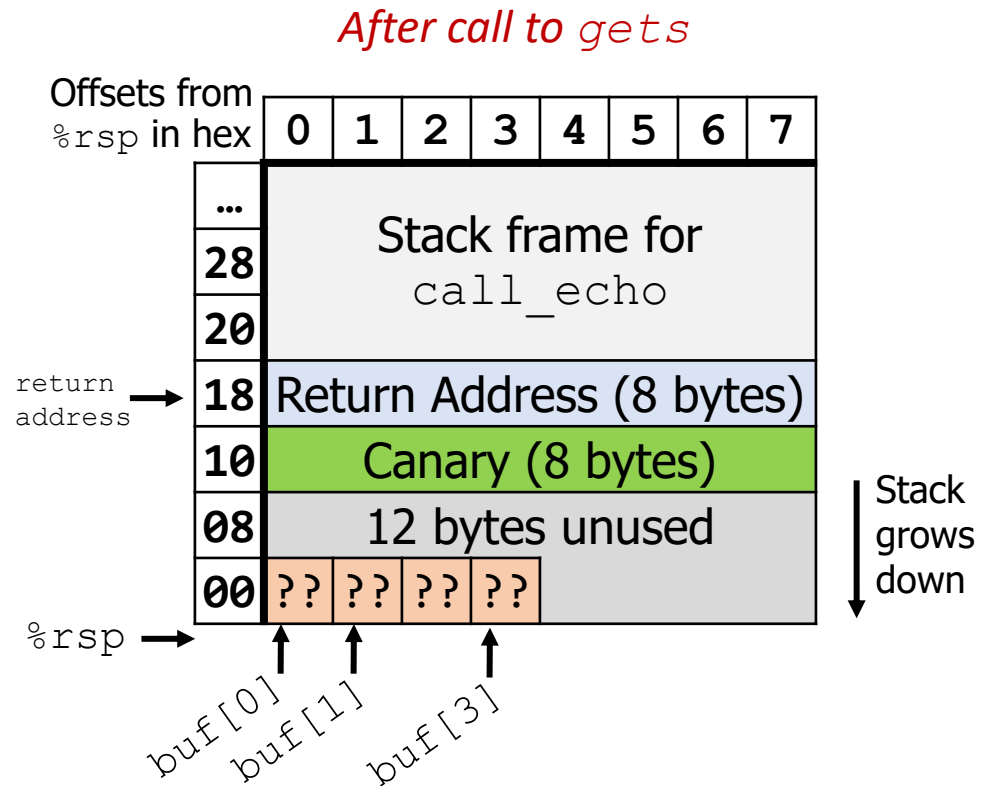 After call to gets
Offsets from
%rsp in hex
0 1 2 3 4 5 6 7
…
28
20
Stack frame for
call_echo
return
address
18 Return Address (8 bytes)
10 Canary (8 bytes)
08 12 bytes unused
00 ?? ?? ?? ??
Stack
grows
down
%rsp
buf[0]
buf[1]
buf[3]